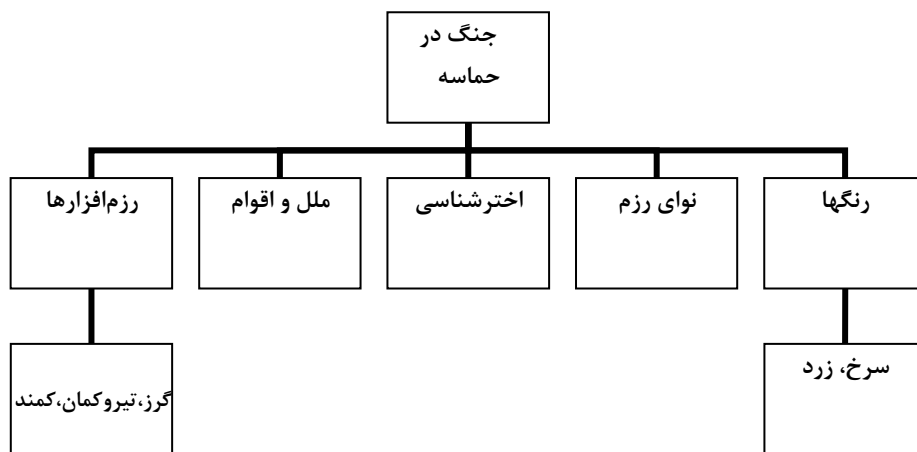 جنگ در
حماسه
رنگها
نوای رزم
اخترشناسی
ملل و اقوام
رزم‌افزارها
سرخ، زرد
گرز،تیروکمان،کمند